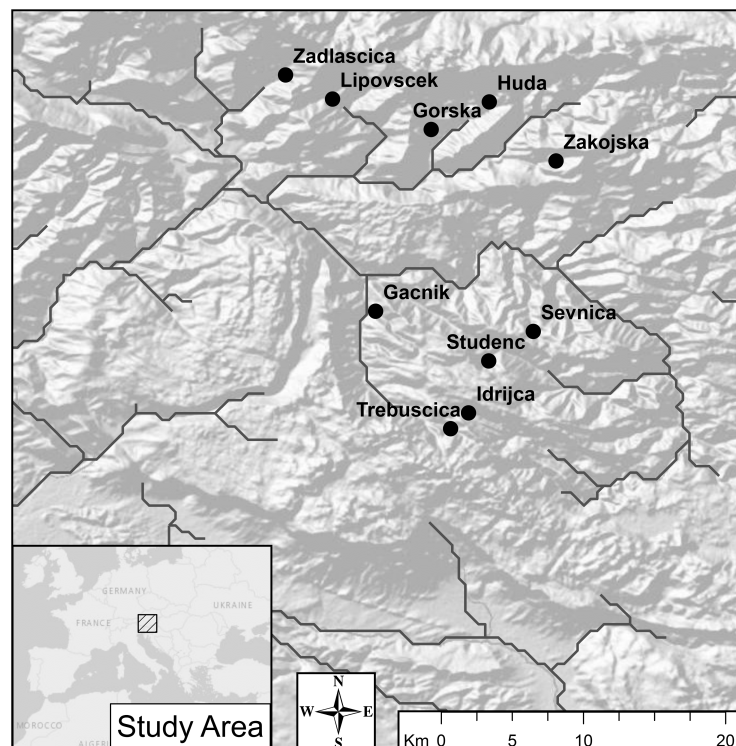 Zadlascica
Lipovscek
Huda
Gorska
Zakojska
Gacnik
Sevnica
Studenc
Idrijca
Trebuscica
GERMANY
UKRAINE
FRANCE
MOROCCO
ALGERI
Study Area
N
W E
S
Km 0 5 10 20